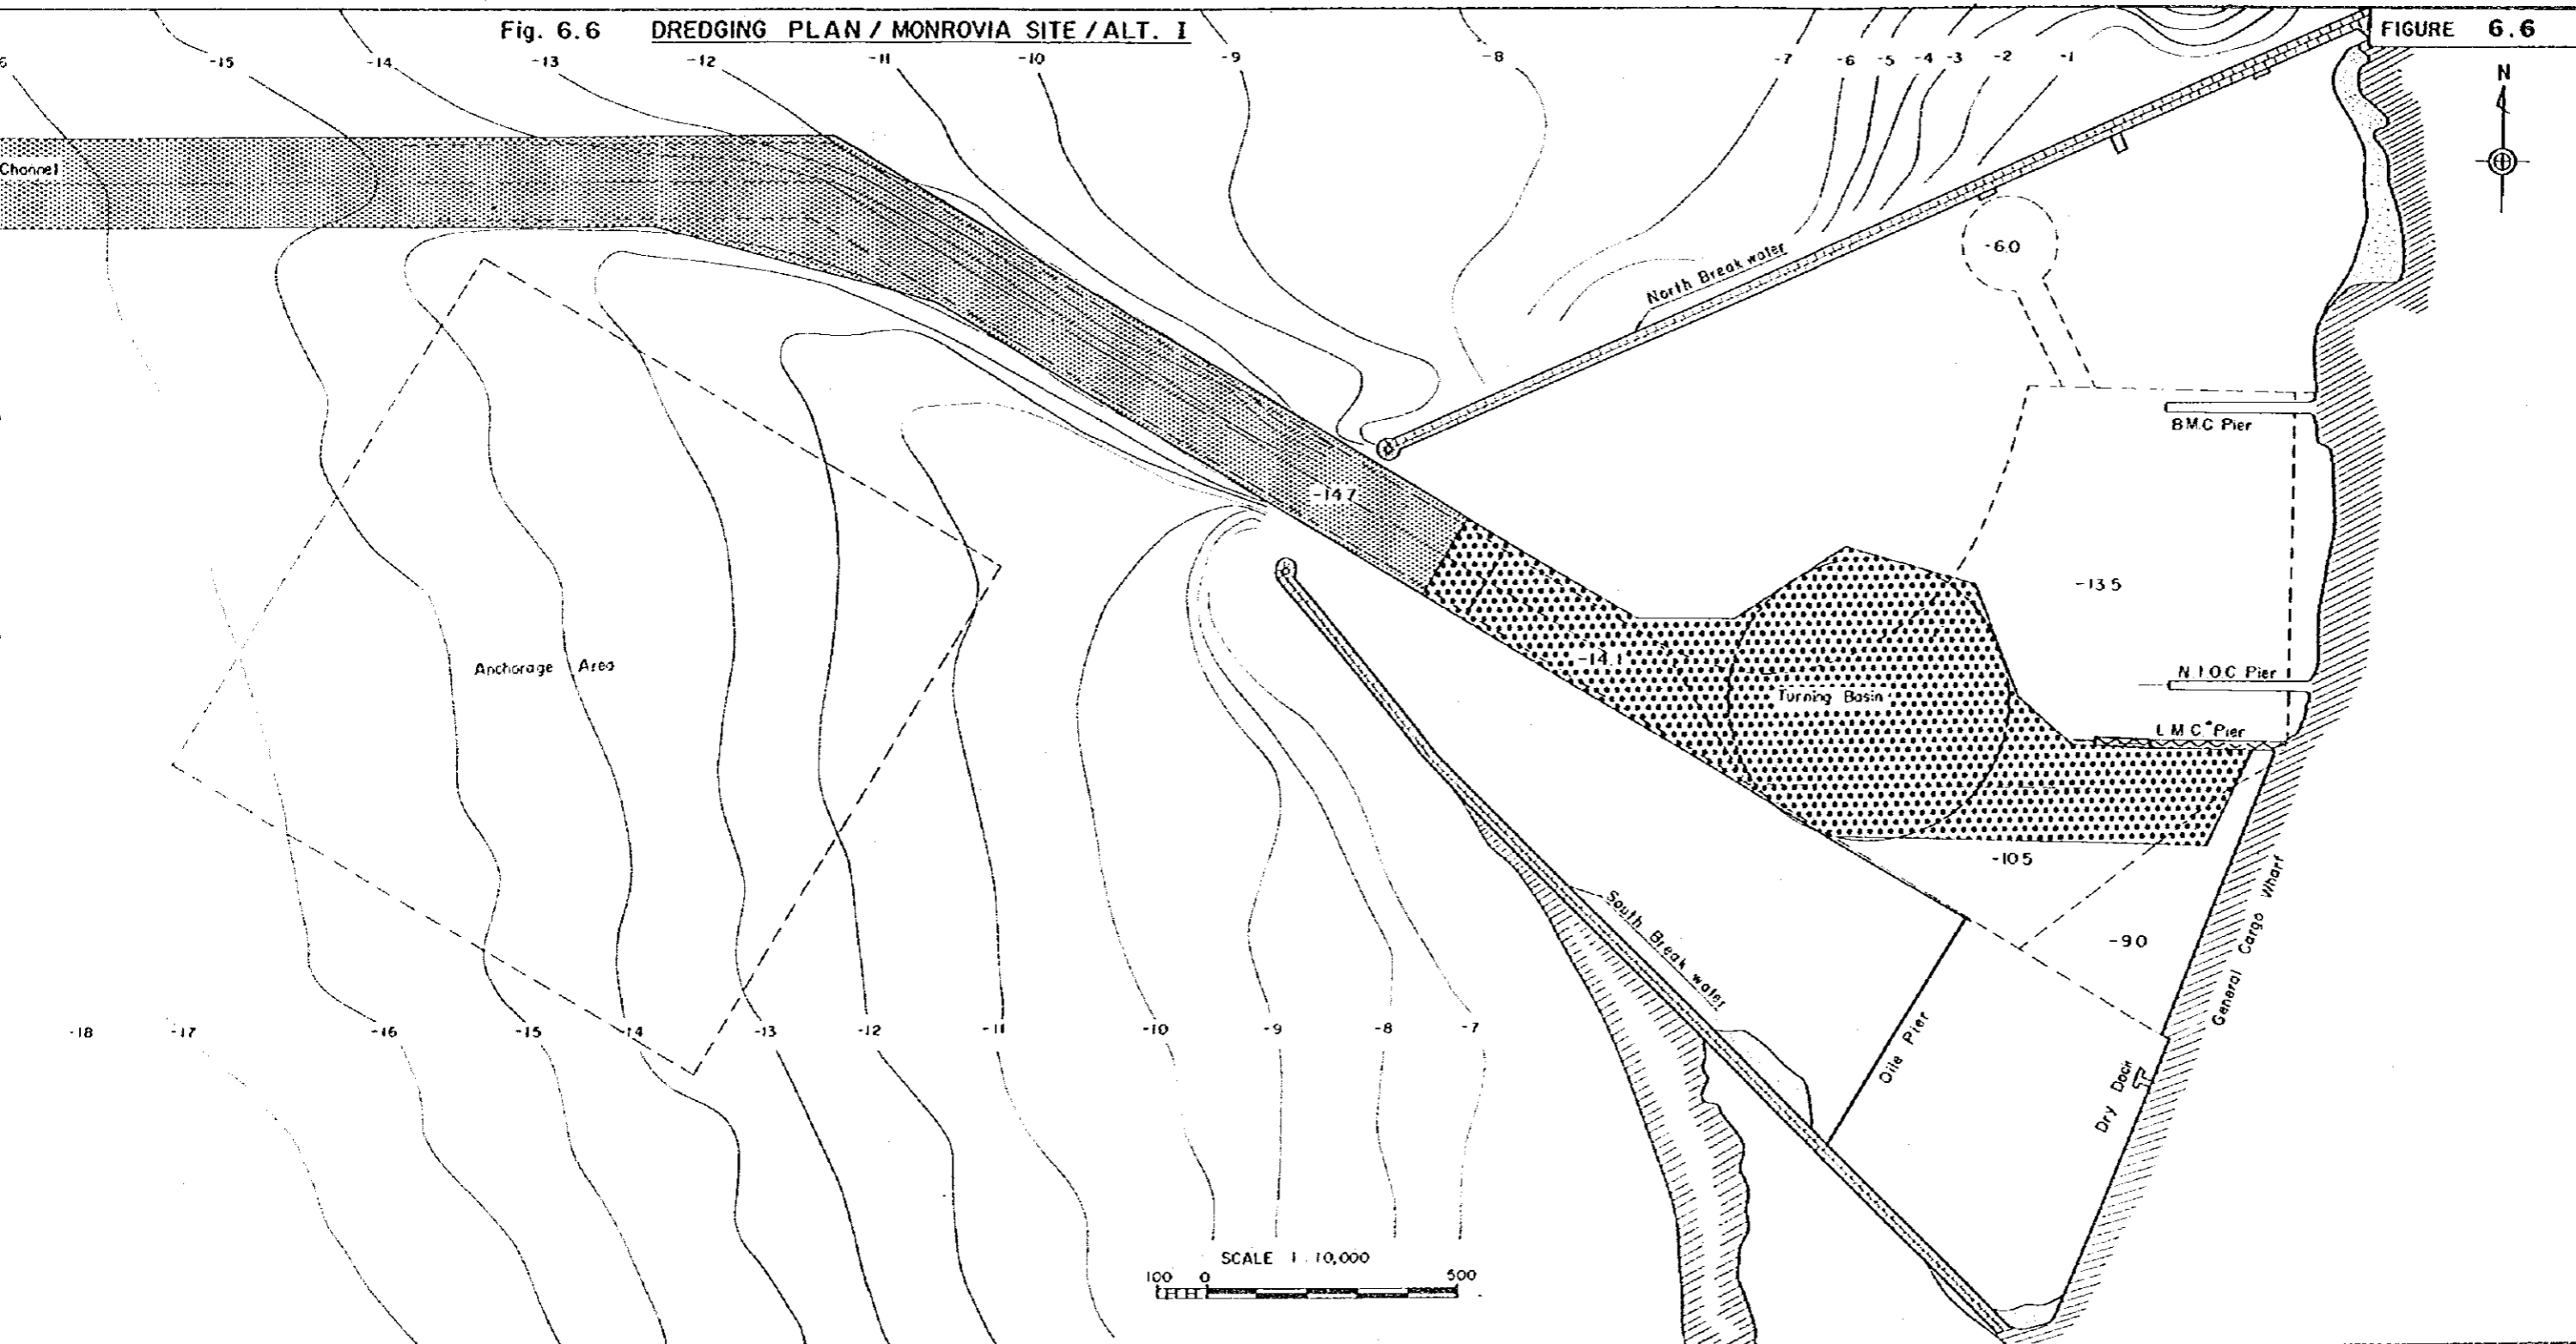 Fig. 6.6 DREDGING PLAN / MONROVIA SITE / ALT. I
FIGURE 6.6
6 -15 -14 -13 -12 -11 -10 -9 -8 -7 -6 -5 -4 -3 -2 -1
N
Channel
-6.0
North Breakwater
B.M.C Pier
-14.7
-13.5
-14.1
Anchorage Area
N.I.O.C Pier
Turning Basin
L.M.C.* Pier
-10.5
General Cargo Wharf
-9.0
South Breakwater
-18 -17 -16 -15 -14 -13 -12 -11 -10 -9 -8 -7
Oile Pier
Dry Dock
SCALE 1 : 10,000
100 0 500